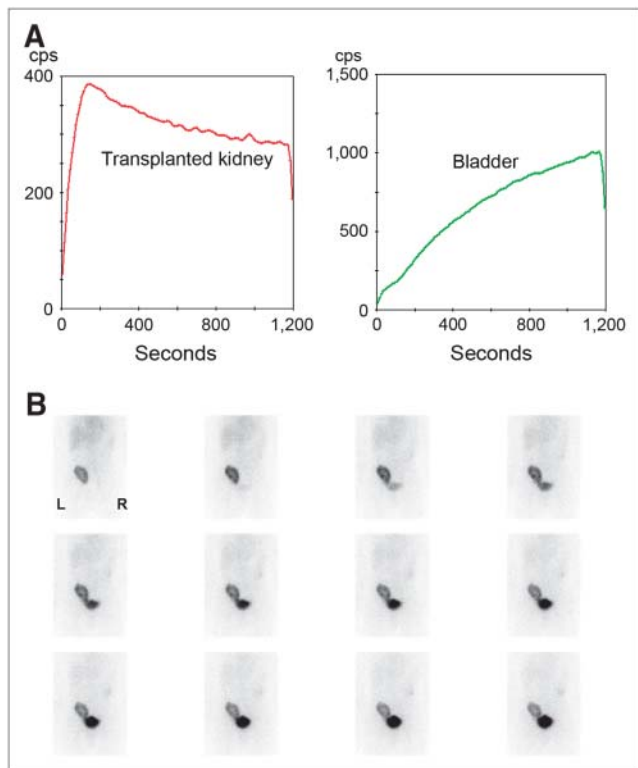 A
cps
400
200
0
Transplanted kidney
0 400 800 1,200
Seconds
cps
1,500
1,000
500
0
Bladder
0 400 800 1,200
Seconds
B
L R